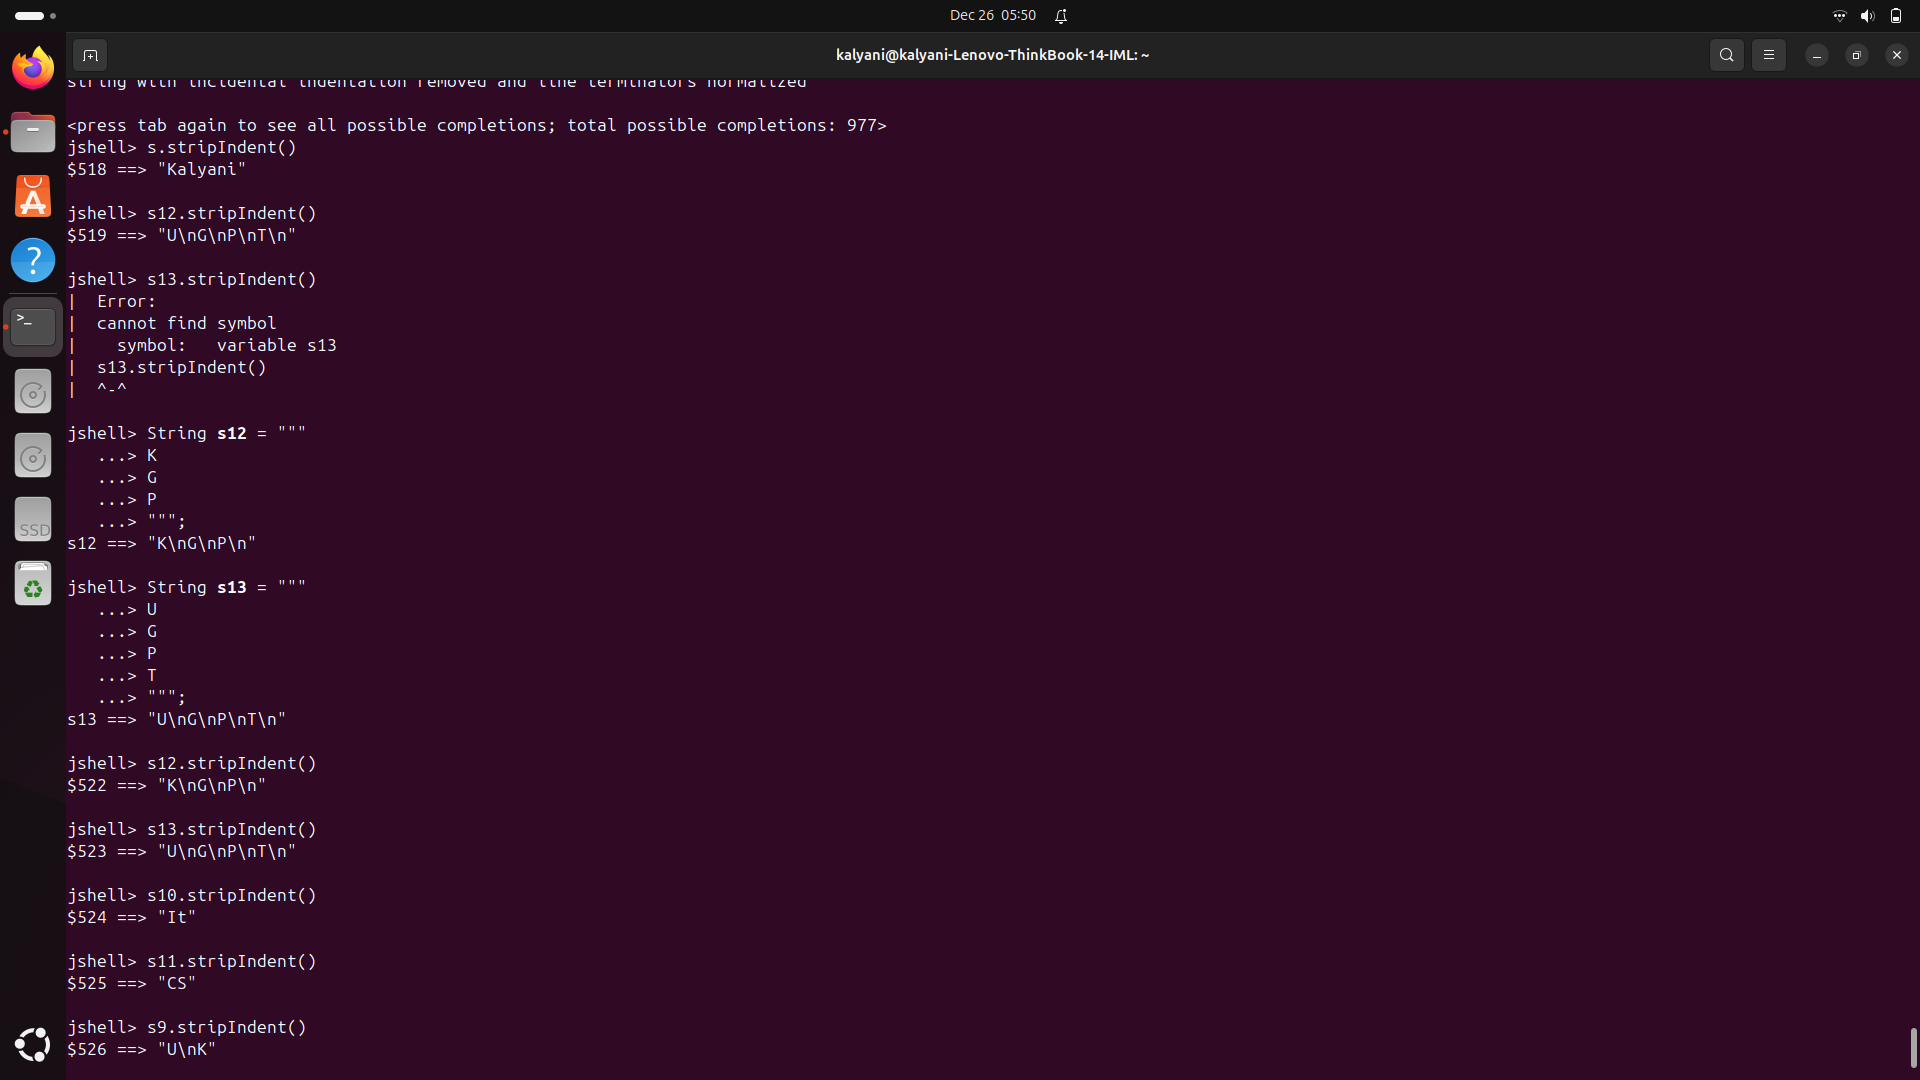 Dec 26 05:50
kalyani@kalyani-Lenovo-ThinkBook-14-IML: ~
string with incidental indentation removed and line terminators normalized
<press tab again to see all possible completions; total possible completions: 977>
jshell> s.stripIndent()
$518 ==> "Kalyani"
jshell> s12.stripIndent()
$519 ==> "U\nG\nP\nT\n"
jshell> s13.stripIndent()
|  Error:
|  cannot find symbol
|    symbol:   variable s13
|  s13.stripIndent()
|  ^-^
jshell> String s12 = """
   ...> K
   ...> G
   ...> P
   ...> """;
s12 ==> "K\nG\nP\n"
jshell> String s13 = """
   ...> U
   ...> G
   ...> P
   ...> T
   ...> """;
s13 ==> "U\nG\nP\nT\n"
jshell> s12.stripIndent()
$522 ==> "K\nG\nP\n"
jshell> s13.stripIndent()
$523 ==> "U\nG\nP\nT\n"
jshell> s10.stripIndent()
$524 ==> "It"
jshell> s11.stripIndent()
$525 ==> "CS"
jshell> s9.stripIndent()
$526 ==> "U\nK"
SSD